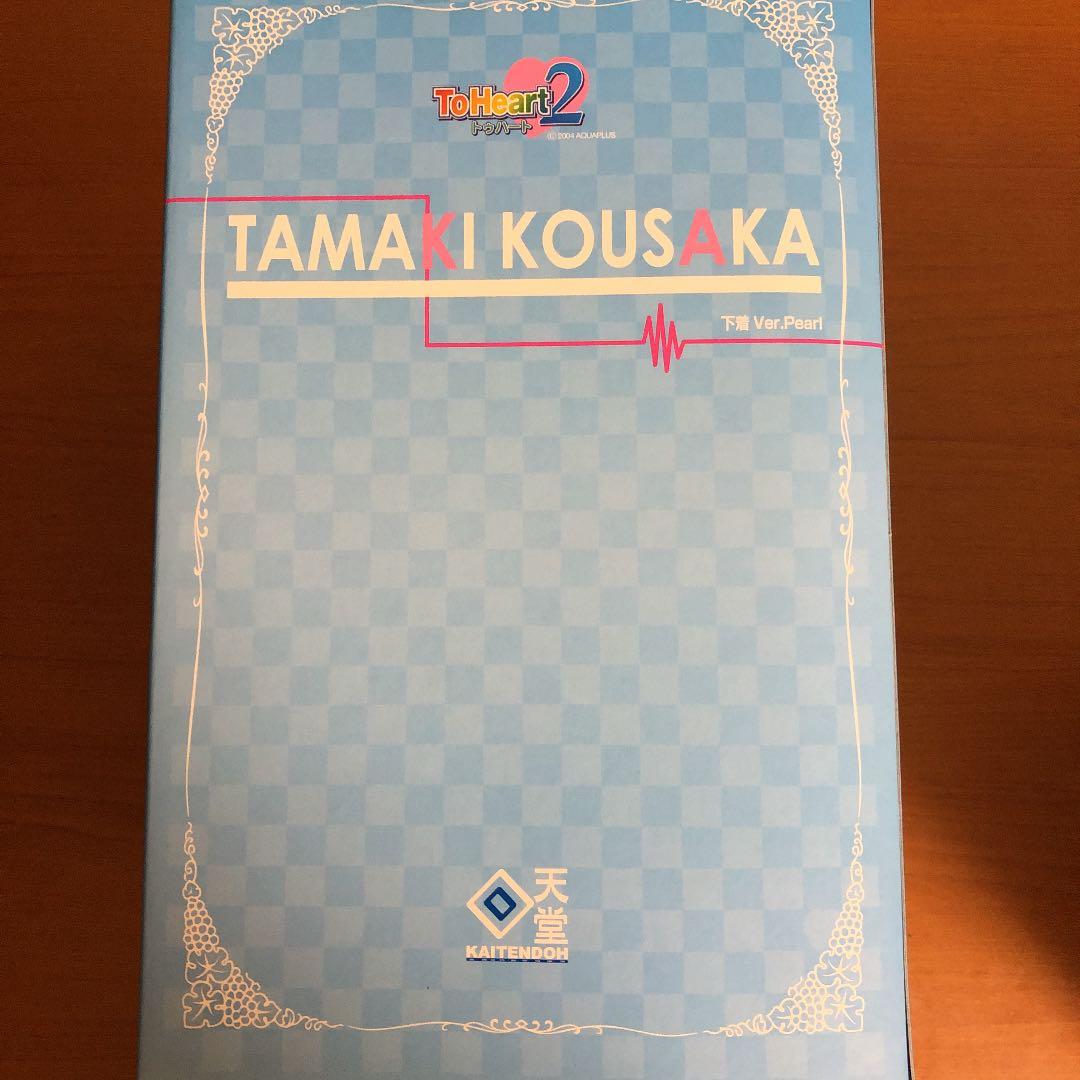 ToHeart2
トゥハート
© 2004 AQUAPLUS
TAMAKI KOUSAKA
下着 Ver.Pearl
天堂
KAITENDOH